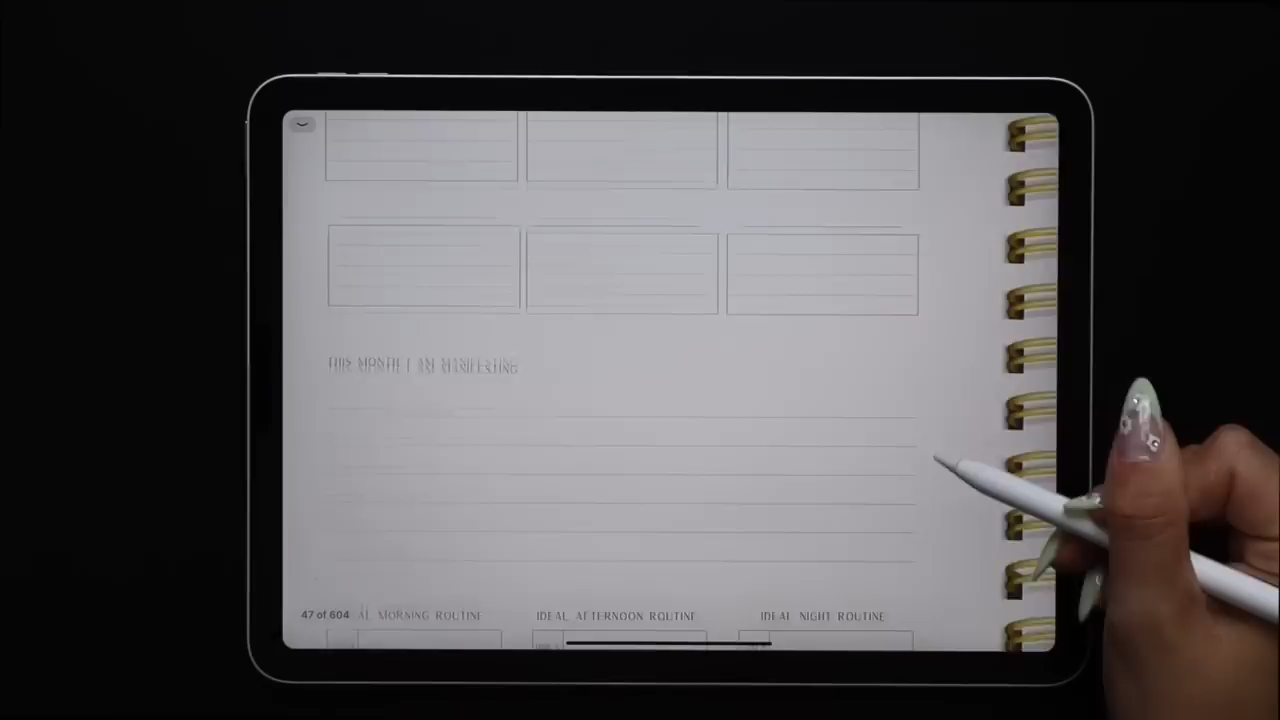 THIS MONTH I AM MANIFESTING
47 of 604
AL MORNING ROUTINE
IDEAL AFTERNOON ROUTINE
IDEAL NIGHT ROUTINE